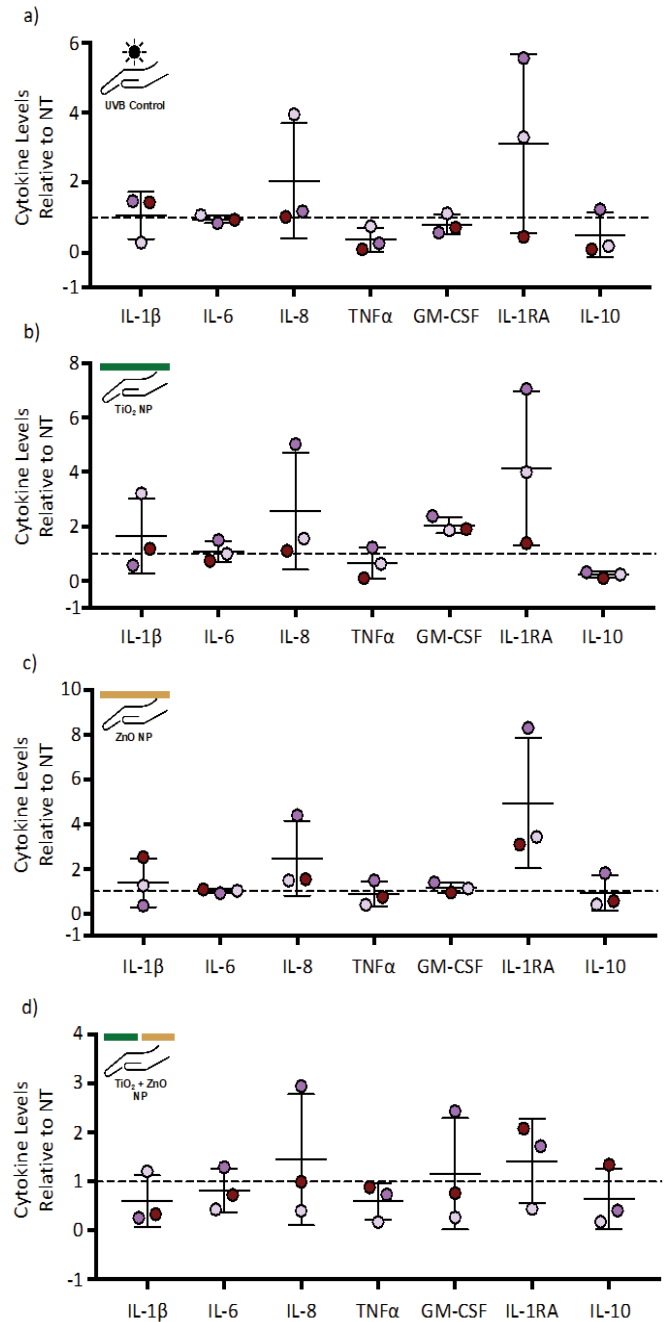 a)
6
4
2
0
-1
Cytokine Levels
Relative to NT
UVB Control
IL-1β IL-6 IL-8 TNFα GM-CSF IL-1RA IL-10
b)
8
6
4
2
0
-1
Cytokine Levels
Relative to NT
TiO₂ NP
IL-1β IL-6 IL-8 TNFα GM-CSF IL-1RA IL-10
c)
10
8
6
4
2
0
-1
Cytokine Levels
Relative to NT
ZnO NP
IL-1β IL-6 IL-8 TNFα GM-CSF IL-1RA IL-10
d)
4
3
2
1
0
-1
Cytokine Levels
Relative to NT
TiO₂ + ZnO
NP
IL-1β IL-6 IL-8 TNFα GM-CSF IL-1RA IL-10